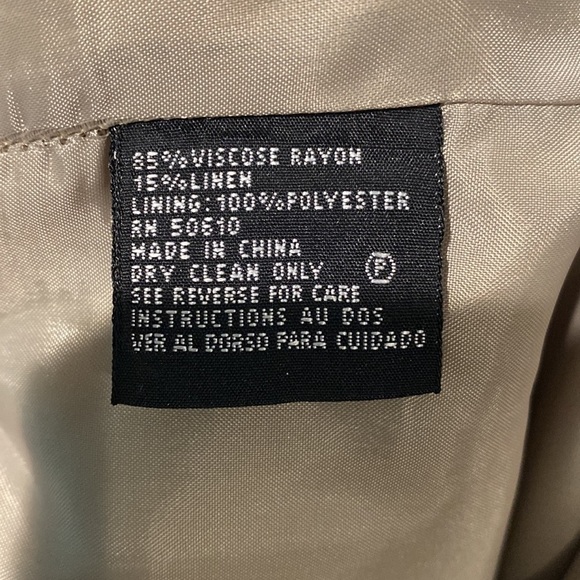 85% VISCOSE RAYON
15% LINEN
LINING: 100% POLYESTER
RN 50510
MADE IN CHINA
DRY CLEAN ONLY Ⓟ
SEE REVERSE FOR CARE
INSTRUCTIONS AU DOS
VER AL DORSO PARA CUIDADO